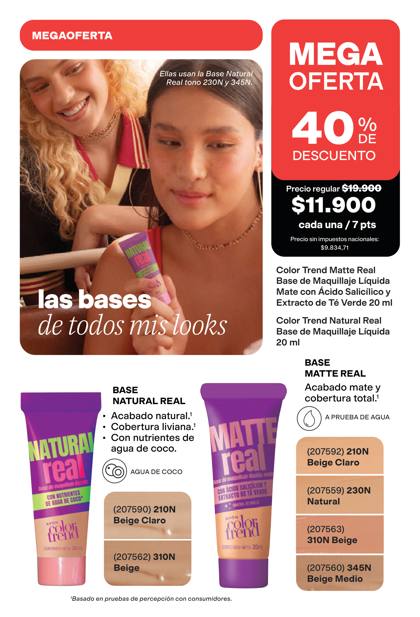 MEGAOFERTA
Ellas usan la Base Natural
Real tono 230N y 345N.
MEGA
OFERTA
40%
DE
DESCUENTO
Precio regular $19.900
$11.900
cada una / 7 pts
Precio sin impuestos nacionales:
$9.834,71
las bases
de todos mis looks
Color Trend Matte Real
Base de Maquillaje Líquida
Mate con Ácido Salicílico y
Extracto de Té Verde 20 ml
Color Trend Natural Real
Base de Maquillaje Líquida
20 ml
BASE
NATURAL REAL
• Acabado natural.¹
• Cobertura liviana.¹
• Con nutrientes de
agua de coco.
AGUA DE COCO
(207590) 210N
Beige Claro
(207562) 310N
Beige
BASE
MATTE REAL
Acabado mate y
cobertura total.¹
A PRUEBA DE AGUA
(207592) 210N
Beige Claro
(207559) 230N
Natural
(207563)
310N Beige
(207560) 345N
Beige Medio
NATURAL
real
CON NUTRIENTES
DE AGUA DE COCO
color
trend
MATTE
real
CON ÁCIDO SALICÍLICO Y
EXTRACTO DE TÉ VERDE
color
trend
¹Basado en pruebas de percepción con consumidores.